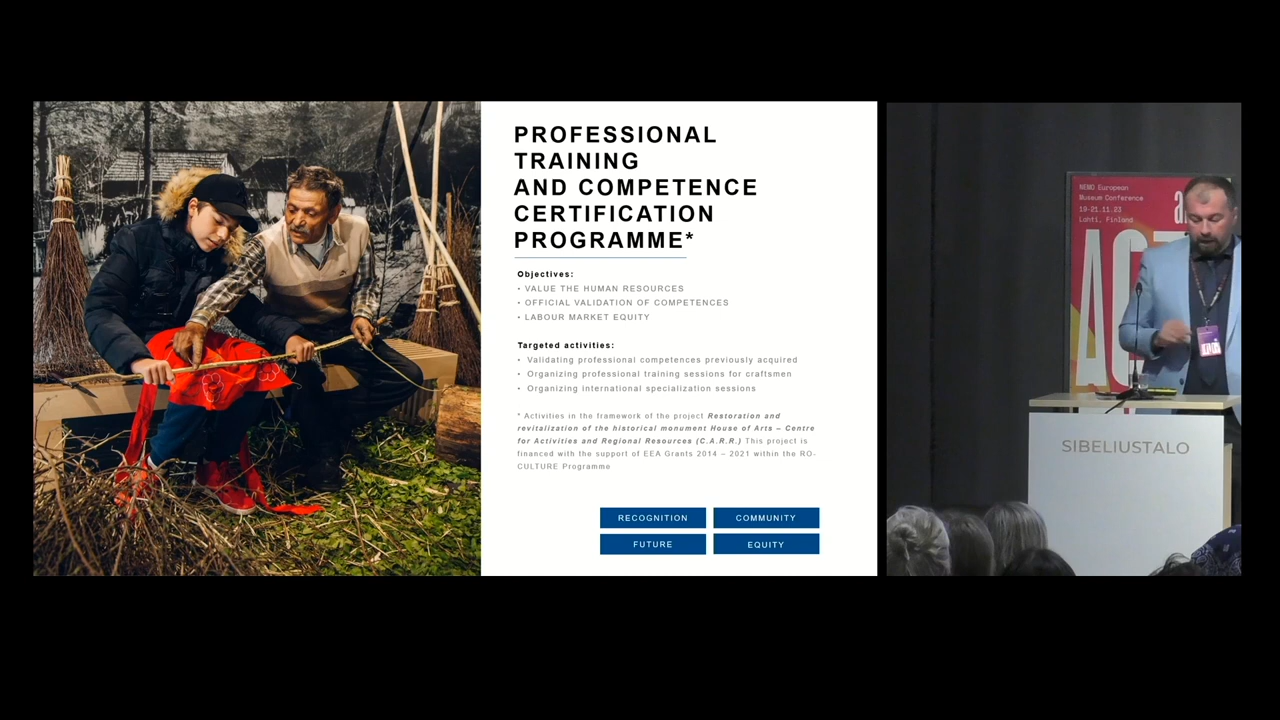 PROFESSIONAL
TRAINING
AND COMPETENCE
CERTIFICATION
PROGRAMME*
Objectives:
• VALUE THE HUMAN RESOURCES
• OFFICIAL VALIDATION OF COMPETENCES
• LABOUR MARKET EQUITY
Targeted activities:
• Validating professional competences previously acquired
• Organizing professional training sessions for craftsmen
• Organizing international specialization sessions
* Activities in the framework of the project Restoration and
revitalization of the historical monument House of Arts – Centre
for Activities and Regional Resources (C.A.R.R.) This project is
financed with the support of EEA Grants 2014 – 2021 within the RO-
CULTURE Programme
RECOGNITION
COMMUNITY
FUTURE
EQUITY
NEMO European
Museum Conference
19-21.11.23
Lahti, Finland
SIBELIUSTALO